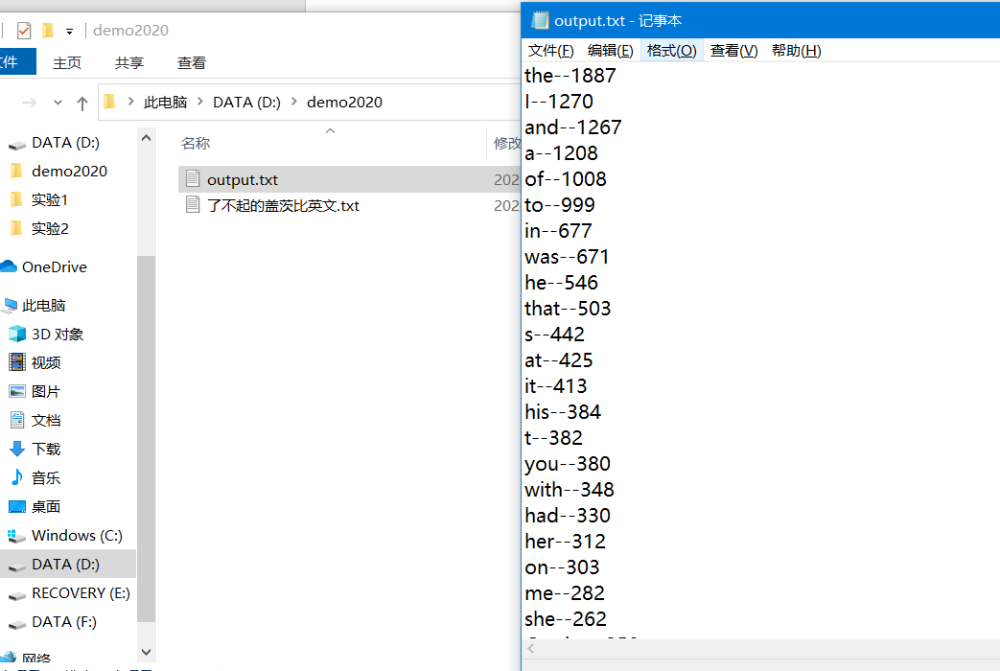 demo2020
件
主页
共享
查看
此电脑
DATA (D:)
demo2020
DATA (D:)
demo2020
实验1
实验2
OneDrive
此电脑
3D 对象
视频
图片
文档
下载
音乐
桌面
Windows (C:)
DATA (D:)
RECOVERY (E:)
DATA (F:)
网络
名称
修改
output.txt
202
了不起的盖茨比英文.txt
202
output.txt - 记事本
文件(F) 编辑(E) 格式(O) 查看(V) 帮助(H)
the--1887
I--1270
and--1267
a--1208
of--1008
to--999
in--677
was--671
he--546
that--503
s--442
at--425
it--413
his--384
t--382
you--380
with--348
had--330
her--312
on--303
me--282
she--262